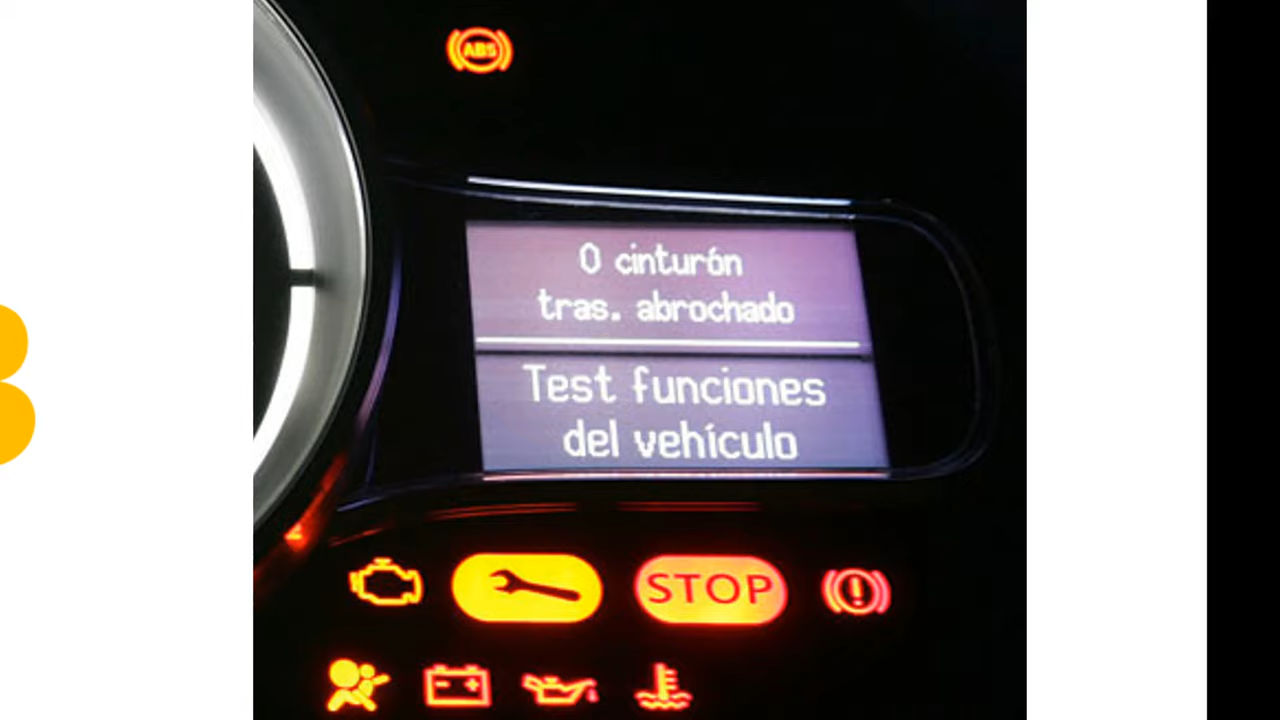 ABS
0 cinturón
tras. abrochado
Test funciones
del vehículo
STOP